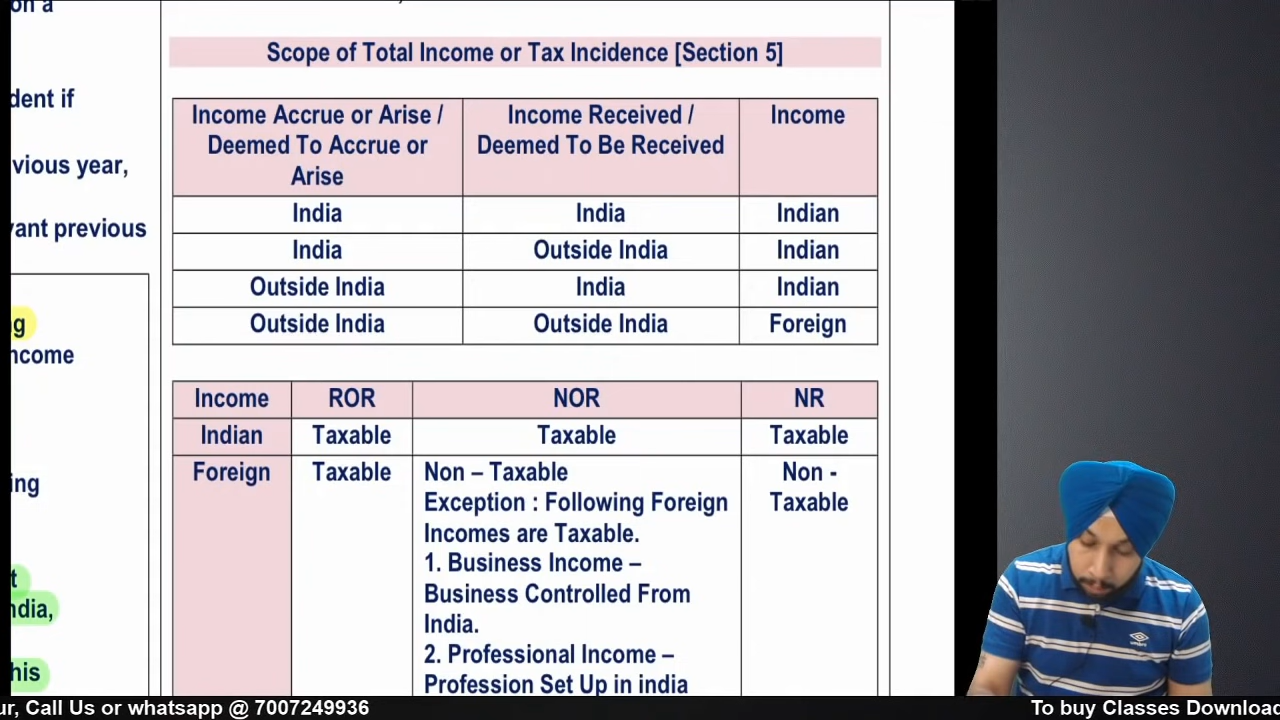 on a
dent if
vious year,
vant previous
ng
ncome
ing
t
ndia,
his
Scope of Total Income or Tax Incidence [Section 5]
Income Accrue or Arise / Deemed To Accrue or Arise | Income Received / Deemed To Be Received | Income
India | India | Indian
India | Outside India | Indian
Outside India | India | Indian
Outside India | Outside India | Foreign
Income | ROR | NOR | NR
Indian | Taxable | Taxable | Taxable
Foreign | Taxable | Non – Taxable | Non -
Exception : Following Foreign | Taxable
Incomes are Taxable.
1. Business Income –
Business Controlled From
India.
2. Professional Income –
Profession Set Up in india
umbro
ur, Call Us or whatsapp @ 7007249936
To buy Classes Download